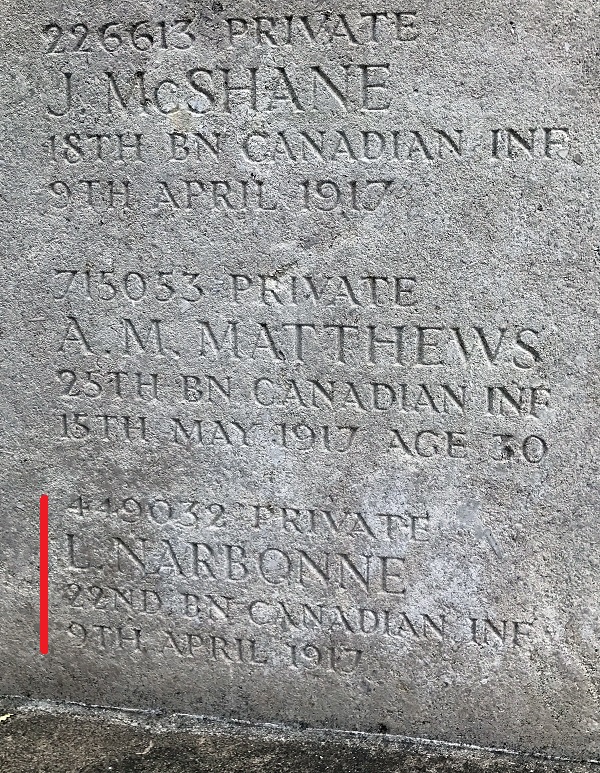 226613 PRIVATE
J. McSHANE
18TH BN CANADIAN INF
9TH APRIL 1917
715053 PRIVATE
A. M. MATTHEWS
25TH BN CANADIAN INF
15TH MAY 1917 AGE 30
449032 PRIVATE
L. NARBONNE
22ND BN CANADIAN INF
9TH APRIL 1917